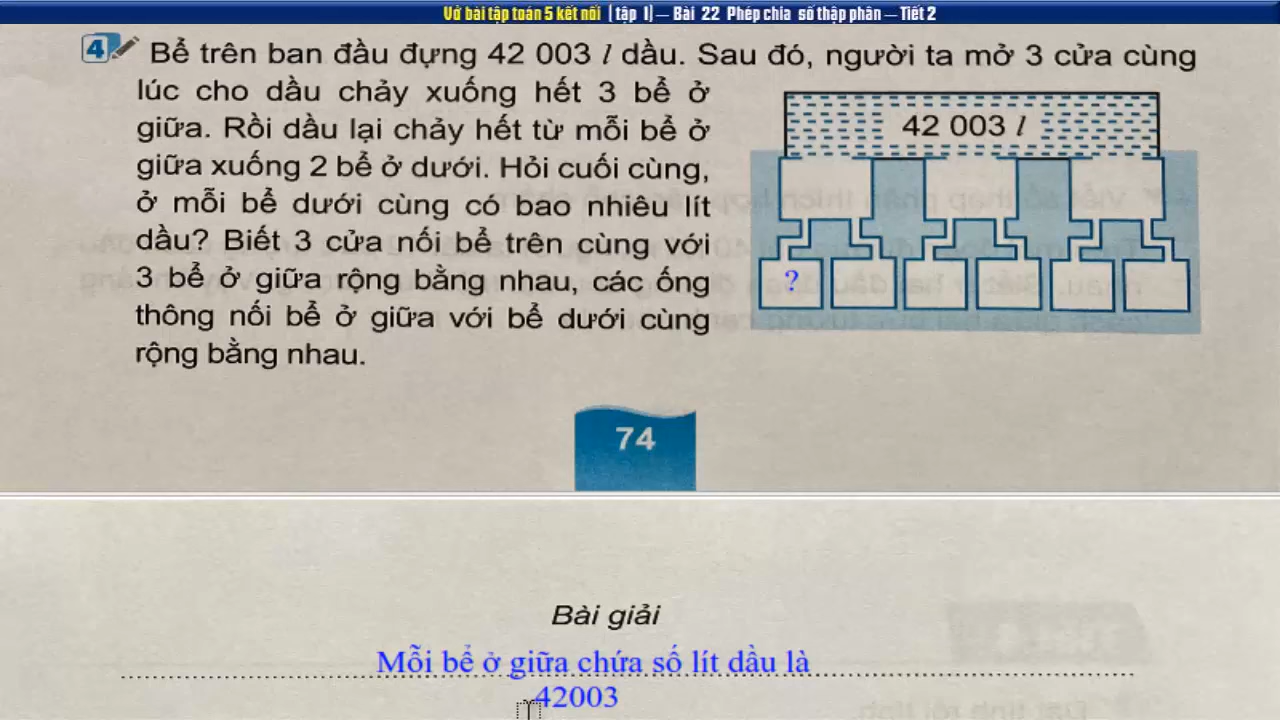 Vở bài tập toán 5 kết nối (tập 1) – Bài 22 Phép chia số thập phân – Tiết 2
4 Bể trên ban đầu đựng 42 003 l dầu. Sau đó, người ta mở 3 cửa cùng
lúc cho dầu chảy xuống hết 3 bể ở
giữa. Rồi dầu lại chảy hết từ mỗi bể ở
giữa xuống 2 bể ở dưới. Hỏi cuối cùng,
ở mỗi bể dưới cùng có bao nhiêu lít
dầu? Biết 3 cửa nối bể trên cùng với
3 bể ở giữa rộng bằng nhau, các ống
thông nối bể ở giữa với bể dưới cùng
rộng bằng nhau.
42 003 l
?
74
Bài giải
Mỗi bể ở giữa chứa số lít dầu là
42003